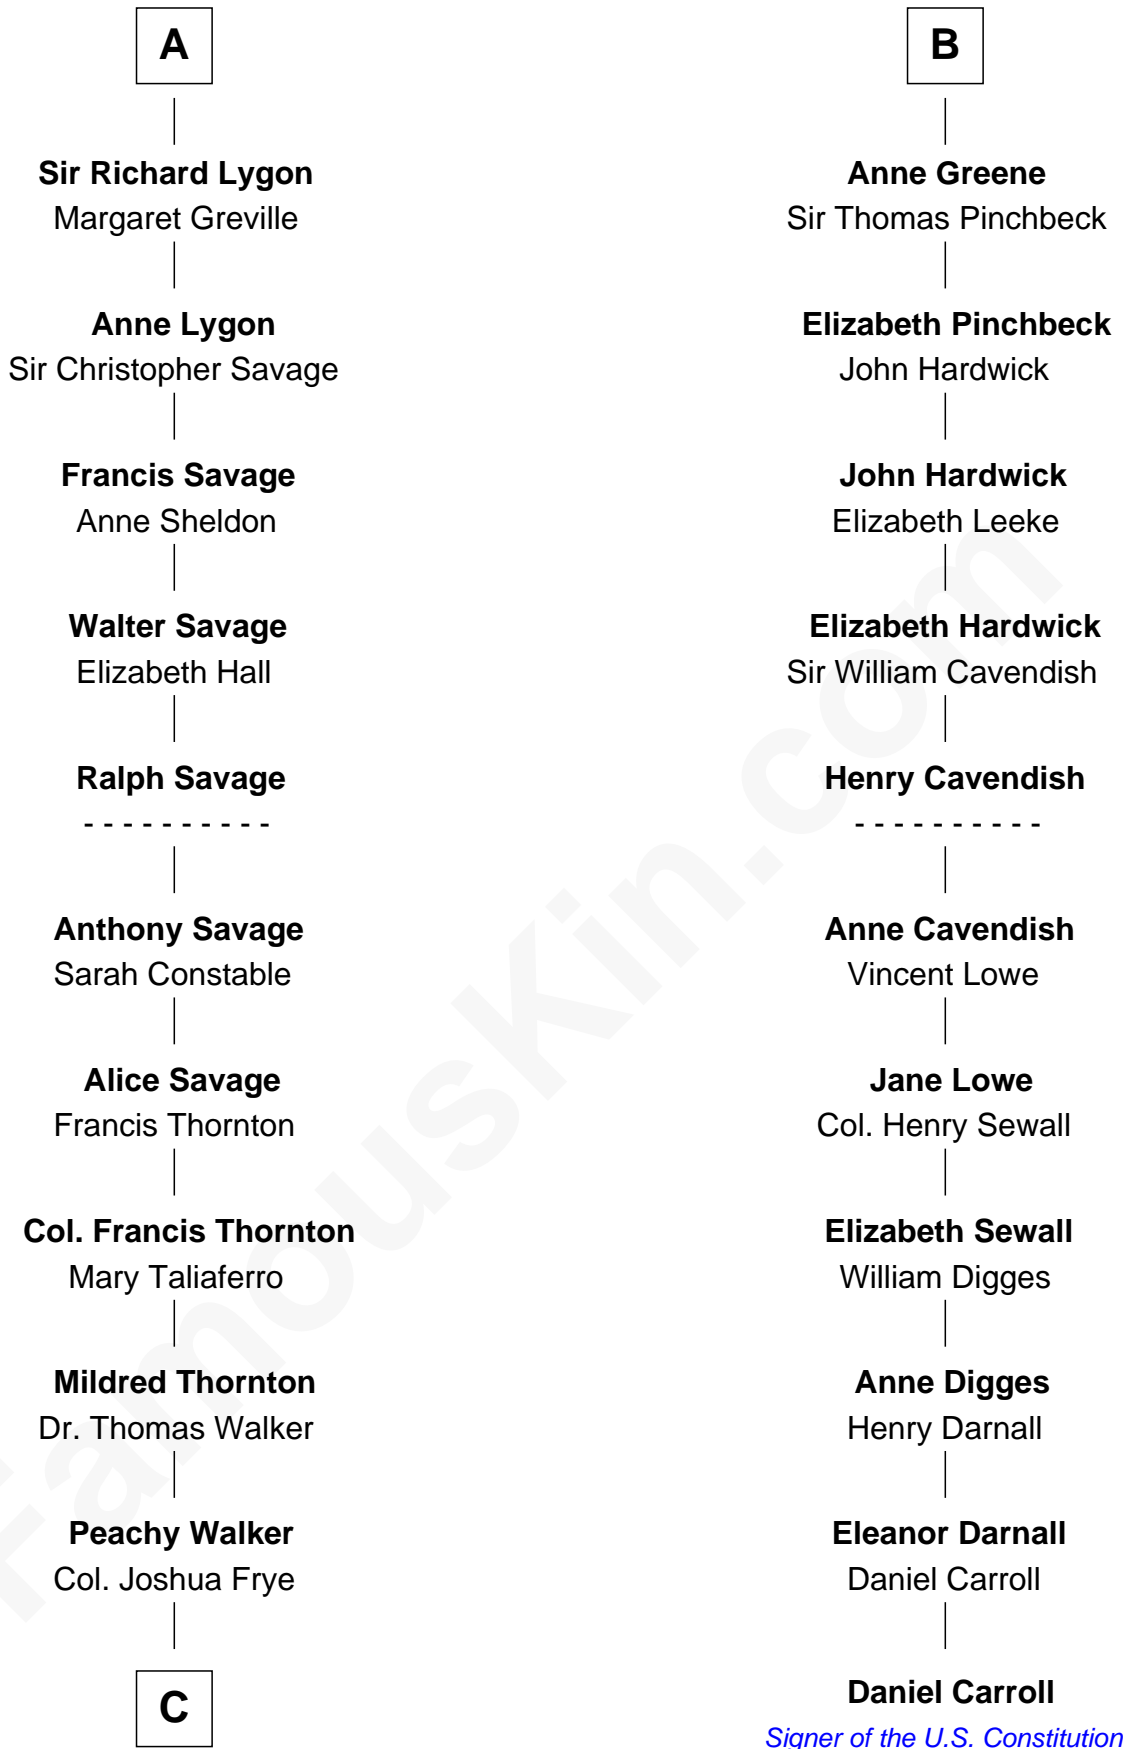 A
Sir Richard Lygon
Margaret Greville
Anne Lygon
Sir Christopher Savage
Francis Savage
Anne Sheldon
Walter Savage
Elizabeth Hall
Ralph Savage
- - - - - - - - - -
Anthony Savage
Sarah Constable
Alice Savage
Francis Thornton
Col. Francis Thornton
Mary Taliaferro
Mildred Thornton
Dr. Thomas Walker
Peachy Walker
Col. Joshua Frye
C
B
Anne Greene
Sir Thomas Pinchbeck
Elizabeth Pinchbeck
John Hardwick
John Hardwick
Elizabeth Leeke
Elizabeth Hardwick
Sir William Cavendish
Henry Cavendish
- - - - - - - - - -
Anne Cavendish
Vincent Lowe
Jane Lowe
Col. Henry Sewall
Elizabeth Sewall
William Digges
Anne Digges
Henry Darnall
Eleanor Darnall
Daniel Carroll
Daniel Carroll
Signer of the U.S. Constitution
FamousKin.com